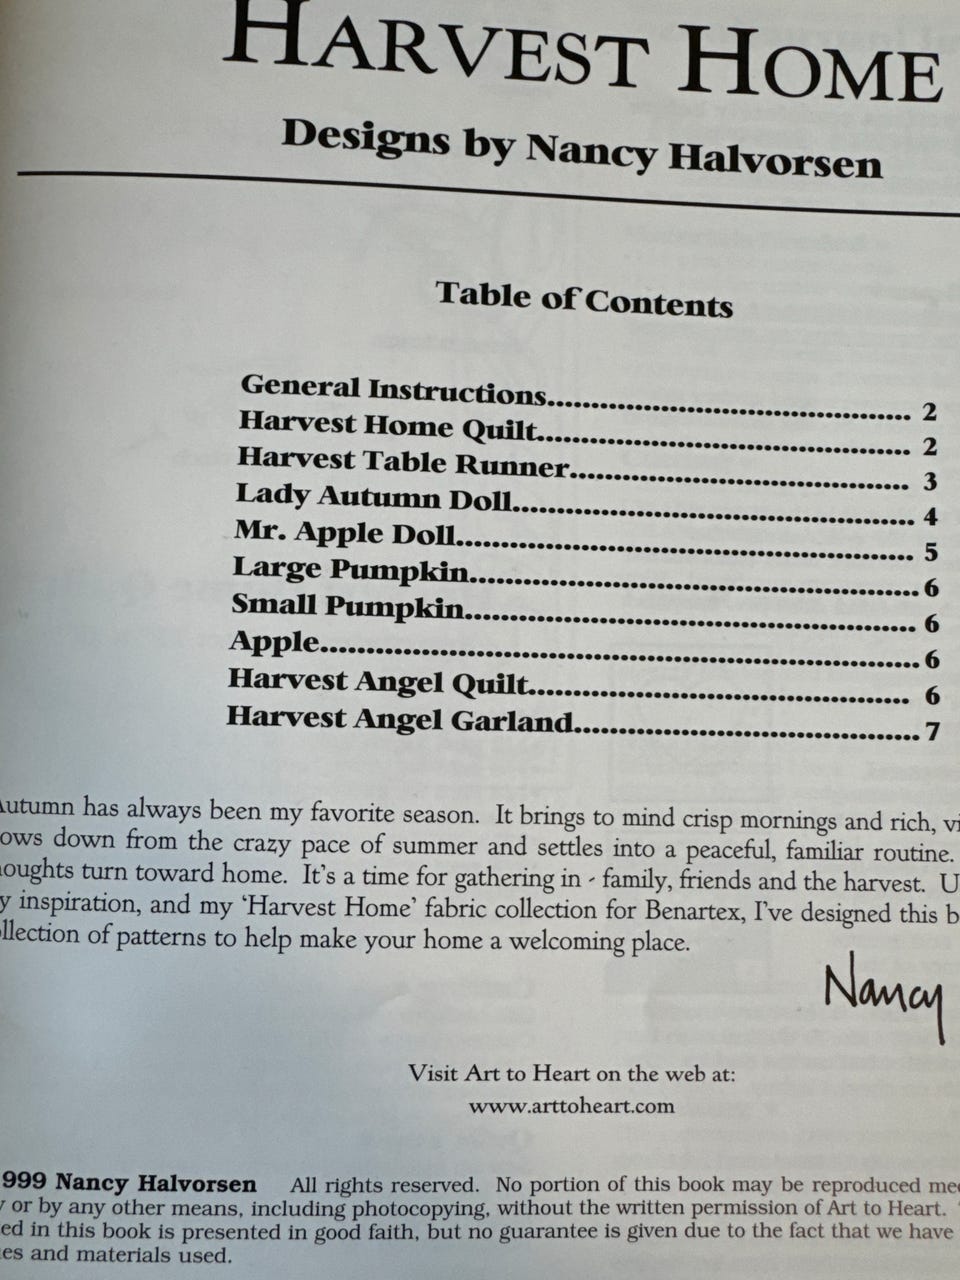 HARVEST HOME
Designs by Nancy Halvorsen
Table of Contents
General Instructions........................................ 2
Harvest Home Quilt......................................... 2
Harvest Table Runner...................................... 3
Lady Autumn Doll............................................ 4
Mr. Apple Doll.................................................. 5
Large Pumpkin.................................................. 6
Small Pumpkin.................................................. 6
Apple................................................................... 6
Harvest Angel Quilt.......................................... 6
Harvest Angel Garland...................................... 7
Autumn has always been my favorite season. It brings to mind crisp mornings and rich, vi
ows down from the crazy pace of summer and settles into a peaceful, familiar routine.
oughts turn toward home. It's a time for gathering in - family, friends and the harvest. U
y inspiration, and my 'Harvest Home' fabric collection for Benartex, I've designed this b
llection of patterns to help make your home a welcoming place.
Nancy
Visit Art to Heart on the web at:
www.arttoheart.com
999 Nancy Halvorsen All rights reserved. No portion of this book may be reproduced me
y or by any other means, including photocopying, without the written permission of Art to Heart.
ed in this book is presented in good faith, but no guarantee is given due to the fact that we have
es and materials used.